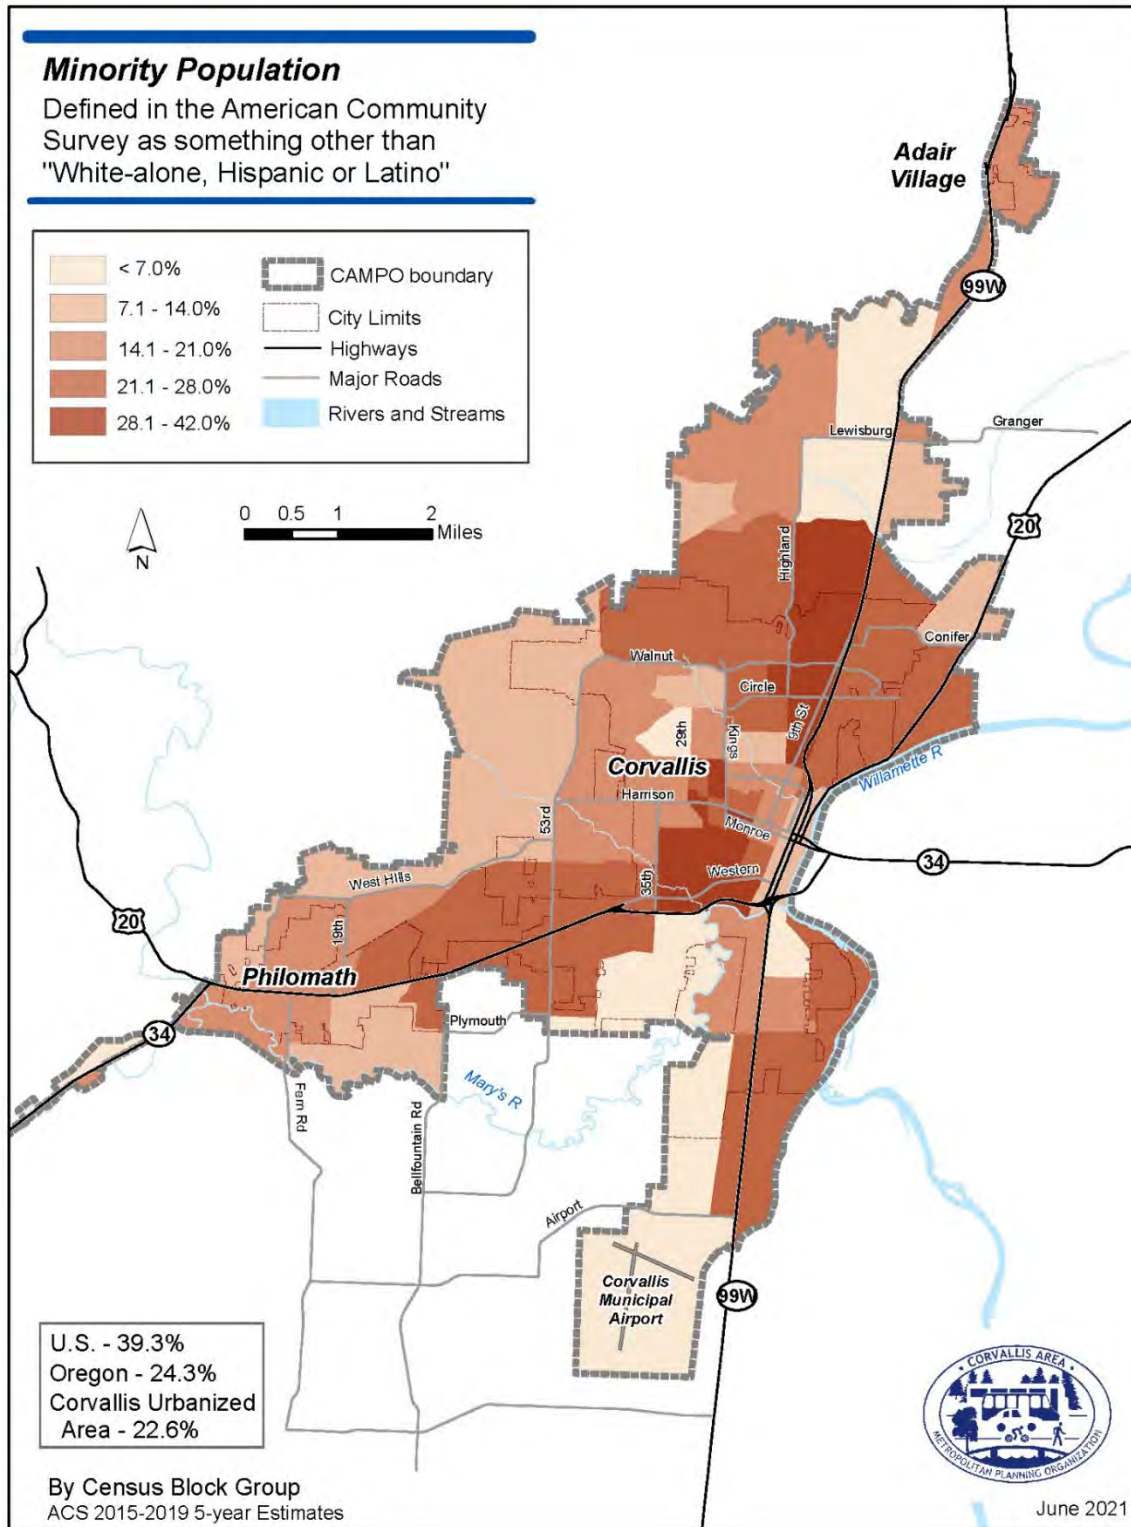 Minority Population
Defined in the American Community
Survey as something other than
"White-alone, Hispanic or Latino"
< 7.0%
7.1 - 14.0%
14.1 - 21.0%
21.1 - 28.0%
28.1 - 42.0%
CAMPO boundary
City Limits
Highways
Major Roads
Rivers and Streams
0 0.5 1 2
Miles
N
Adair
Village
99W
Lewisburg
Granger
20
Highland
Conifer
Walnut
Circle
9th St
Kings
29th
Corvallis
Willamette R
Harrison
Monroe
53rd
34
35th
Western
West Hills
20
19th
Philomath
Plymouth
34
Mary's R
Fern Rd
Bellfountain Rd
Airport
Corvallis
Municipal
Airport
99W
U.S. - 39.3%
Oregon - 24.3%
Corvallis Urbanized
Area - 22.6%
By Census Block Group
ACS 2015-2019 5-year Estimates
CORVALLIS AREA
METROPOLITAN PLANNING ORGANIZATION
June 2021